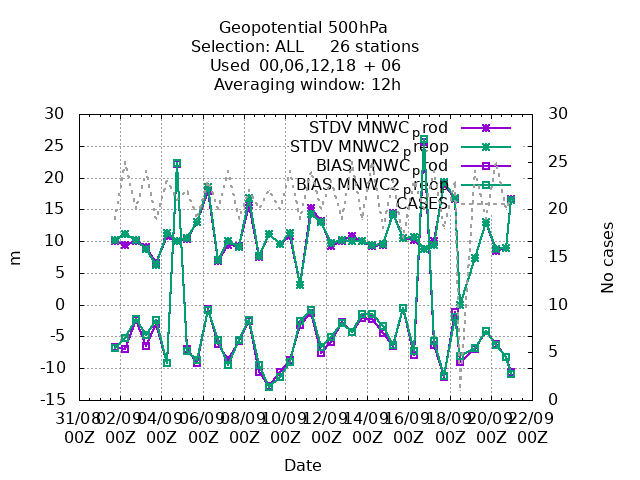 Geopotential 500hPa
Selection: ALL 26 stations
Used 00,06,12,18 + 06
Averaging window: 12h
30 30
25 25
20 20
15 15
10 10
5 5
0 0
-5
-10
-15
STDV MNWCprod
STDV MNWC2preop
BIAS MNWCprod
BIAS MNWC2preop
CASES
m
No cases
31/08 02/09 04/09 06/09 08/09 10/09 12/09 14/09 16/09 18/09 20/09 22/09
00Z 00Z 00Z 00Z 00Z 00Z 00Z 00Z 00Z 00Z 00Z 00Z
Date